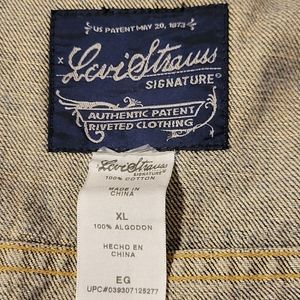 US PATENT MAY 20, 1873
x
Levi Strauss
SIGNATURE®
AUTHENTIC PATENT
RIVETED CLOTHING
Levi Strauss
SIGNATURE®
100% COTTON
MADE IN
CHINA
XL
100% ALGODON
HECHO EN
CHINA
EG
UPC#039307125277